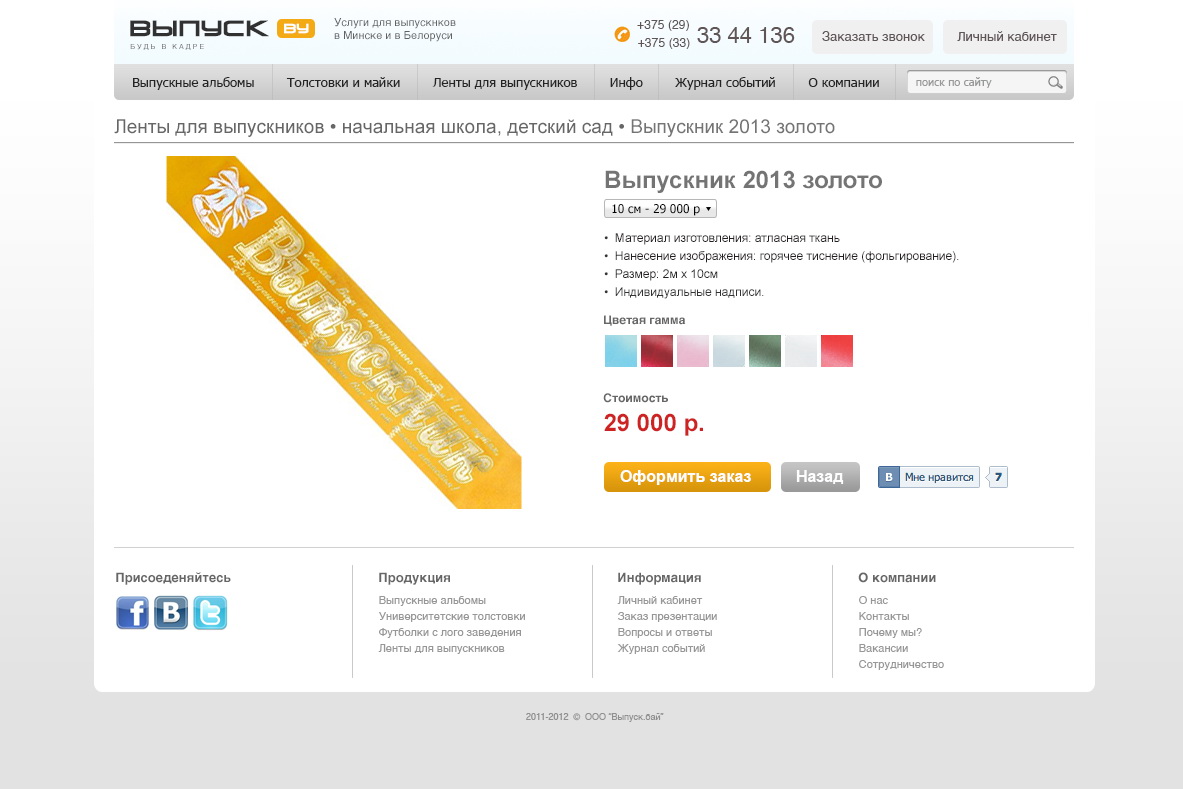 ВЫПУСК BY
БУДЬ В КАДРЕ
Услуги для выпускнков
в Минске и в Белоруси
+375 (29)
+375 (33)
33 44 136
Заказать звонок
Личный кабинет
Выпускные альбомы
Толстовки и майки
Ленты для выпускников
Инфо
Журнал событий
О компании
поиск по сайту
Ленты для выпускников • начальная школа, детский сад • Выпускник 2013 золото
Выпускник
Выпускник 2013 золото
10 см - 29 000 р
• Материал изготовления: атласная ткань
• Нанесение изображения: горячее тиснение (фольгирование).
• Размер: 2м х 10см
• Индивидуальные надписи.
Цветая гамма
Стоимость
29 000 р.
Оформить заказ
Назад
В Мне нравится 7
Присоеденяйтесь
f В t
Продукция
Выпускные альбомы
Университетские толстовки
Футболки с лого заведения
Ленты для выпускников
Информация
Личный кабинет
Заказ презентации
Вопросы и ответы
Журнал событий
О компании
О нас
Контакты
Почему мы?
Вакансии
Сотрудничество
2011-2012 © ООО "Выпуск.бай"